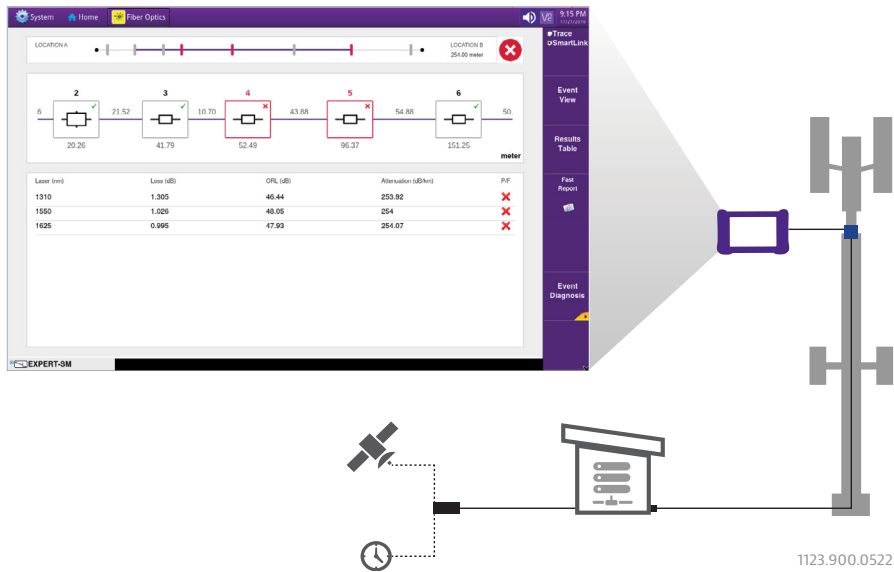 System Home Fiber Optics 9:15 PM
11/21/2019
Trace
SmartLink
LOCATION A
LOCATION B
254.00 meter
Event
View
2 3 4 5 6
6. 21.52 10.70 43.88 54.88 50.
20.26 41.79 52.49 96.37 151.25
meter
Results
Table
Laser (nm) Loss (dB) ORL (dB) Attenuation (dB/km) P/F
1310 1.305 46.44 253.92
1550 1.026 48.05 254
1625 0.995 47.93 254.07
Fast
Report
Event
Diagnosis
EXPERT-SM
1123.900.0522